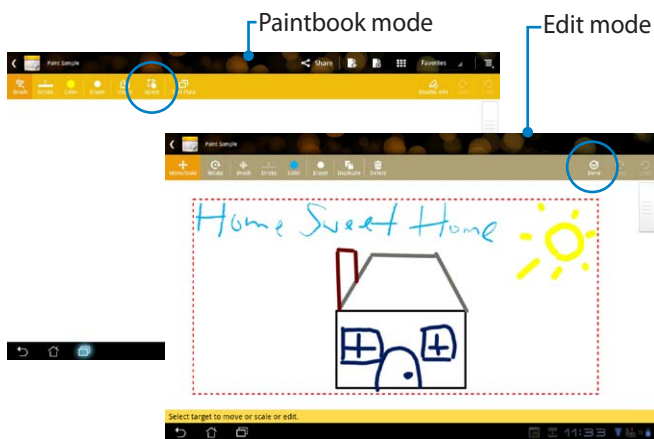 Paintbook mode
Edit mode
Paint Sample
Share
Favorites
Brush Stroke Color Eraser Select
Disable edit
Paint Sample
Move/Scale Rotate Brush Stroke Color Eraser Duplicate Delete
Done
Home Sweet Home
Select target to move or scale or edit.
11:33